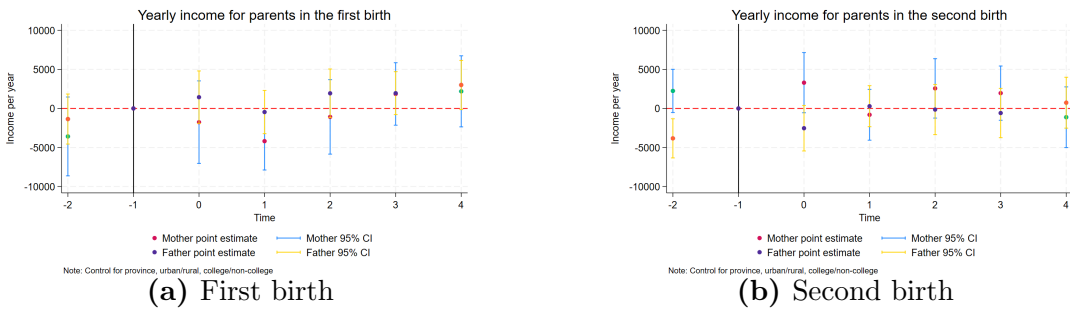 Yearly income for parents in the first birth
10000
5000
0
-5000
-10000
Income per year
-2 -1 0 1 2 3 4
Time
Mother point estimate Mother 95% CI
Father point estimate Father 95% CI
Note: Control for province, urban/rural, college/non-college
(a) First birth
Yearly income for parents in the second birth
10000
5000
0
-5000
-10000
Income per year
-2 -1 0 1 2 3 4
Time
Mother point estimate Mother 95% CI
Father point estimate Father 95% CI
Note: Control for province, urban/rural, college/non-college
(b) Second birth